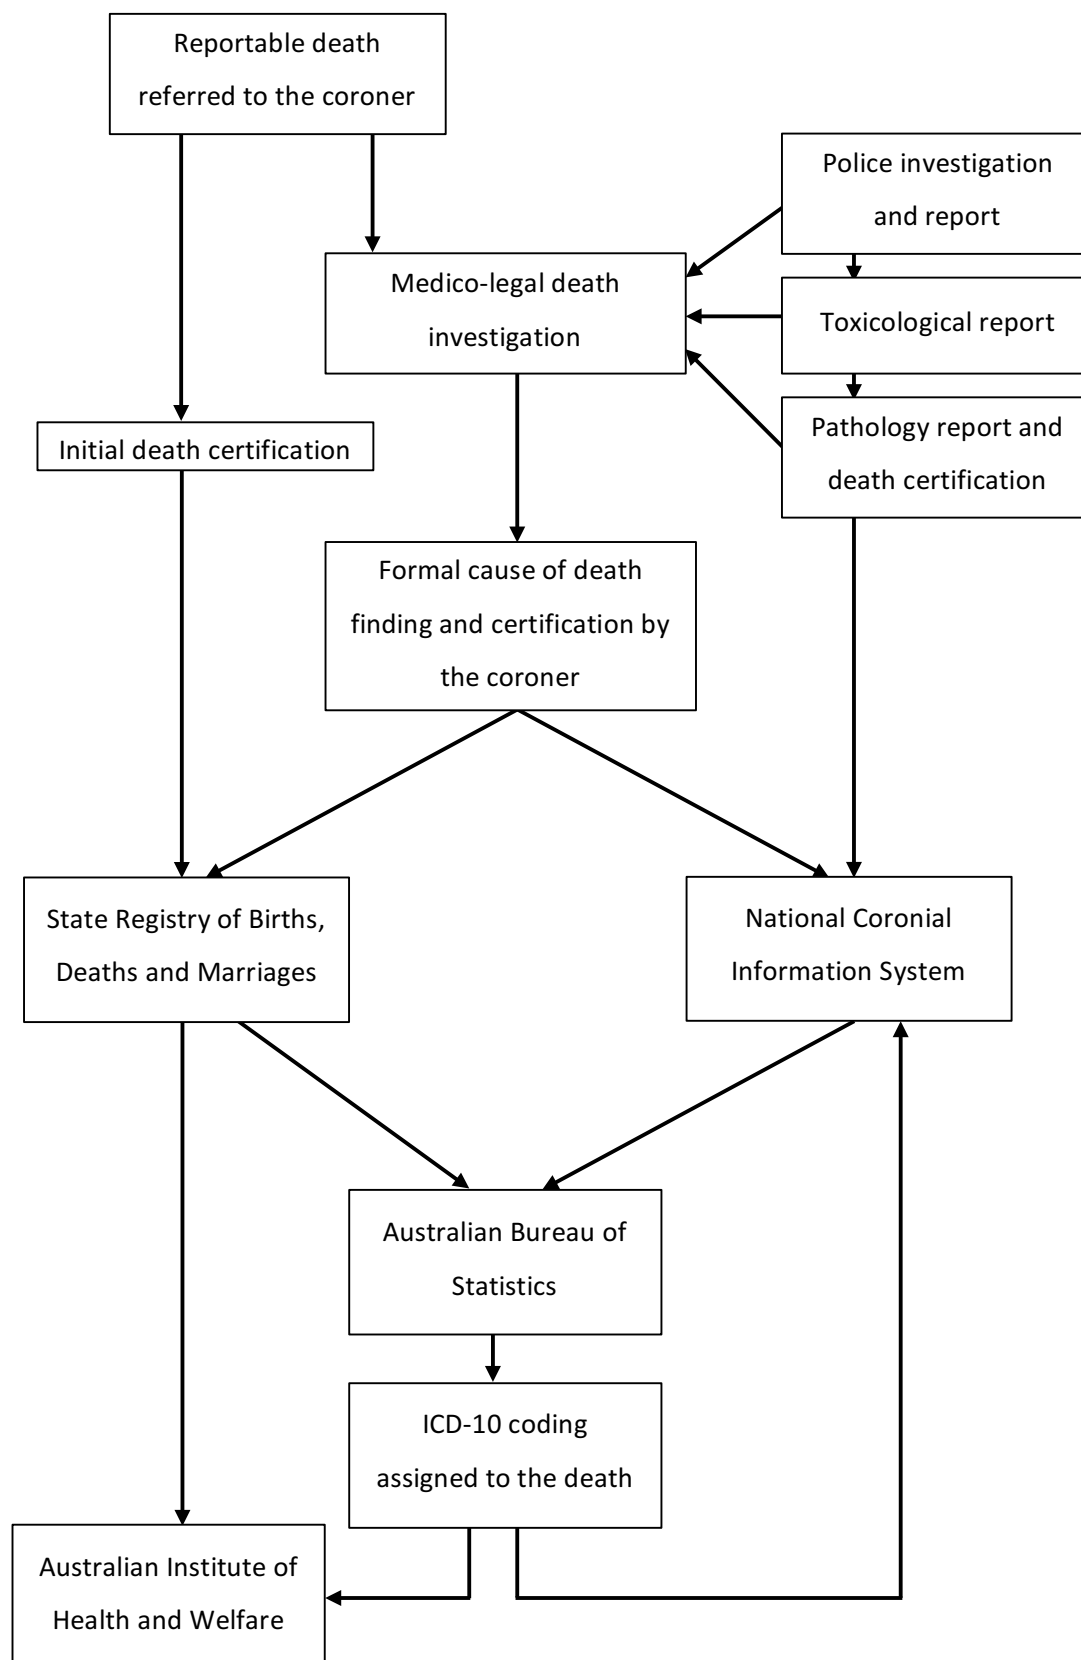 Reportable death
referred to the coroner
Police investigation
and report
Medico-legal death
investigation
Toxicological report
Initial death certification
Pathology report and
death certification
Formal cause of death
finding and certification by
the coroner
State Registry of Births,
Deaths and Marriages
National Coronial
Information System
Australian Bureau of
Statistics
ICD-10 coding
assigned to the death
Australian Institute of
Health and Welfare